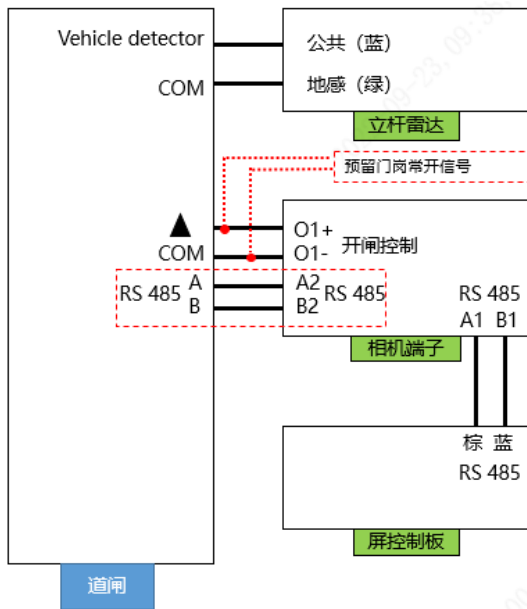 Vehicle detector
公共（蓝）
COM
地感（绿）
立杆雷达
预留门岗常开信号
▲
O1+
COM
O1-
开闸控制
RS 485
A
B
A2
B2
RS 485
RS 485
A1 B1
相机端子
棕 蓝
RS 485
屏控制板
道闸